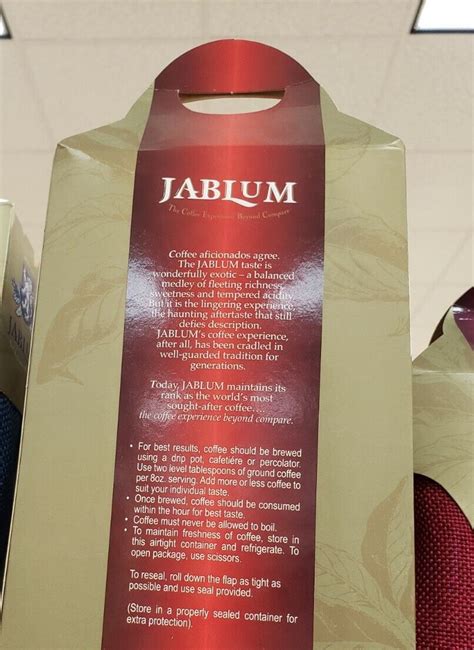 JABLUM
The Coffee Experience Beyond Compare
Coffee aficionados agree.
The JABLUM taste is
wonderfully exotic – a balanced
medley of fleeting richness,
sweetness and tempered acidity.
But it is the lingering experience,
the haunting aftertaste that still
defies description.
JABLUM's coffee experience,
after all, has been cradled in
well-guarded tradition for
generations.
Today, JABLUM maintains its
rank as the world's most
sought-after coffee....
the coffee experience beyond compare.
• For best results, coffee should be brewed
using a drip pot, cafetiére or percolator.
Use two level tablespoons of ground coffee
per 8oz. serving. Add more or less coffee to
suit your individual taste.
• Once brewed, coffee should be consumed
within the hour for best taste.
• Coffee must never be allowed to boil.
• To maintain freshness of coffee, store in
this airtight container and refrigerate. To
open package, use scissors.
To reseal, roll down the flap as tight as
possible and use seal provided.
(Store in a properly sealed container for
extra protection).